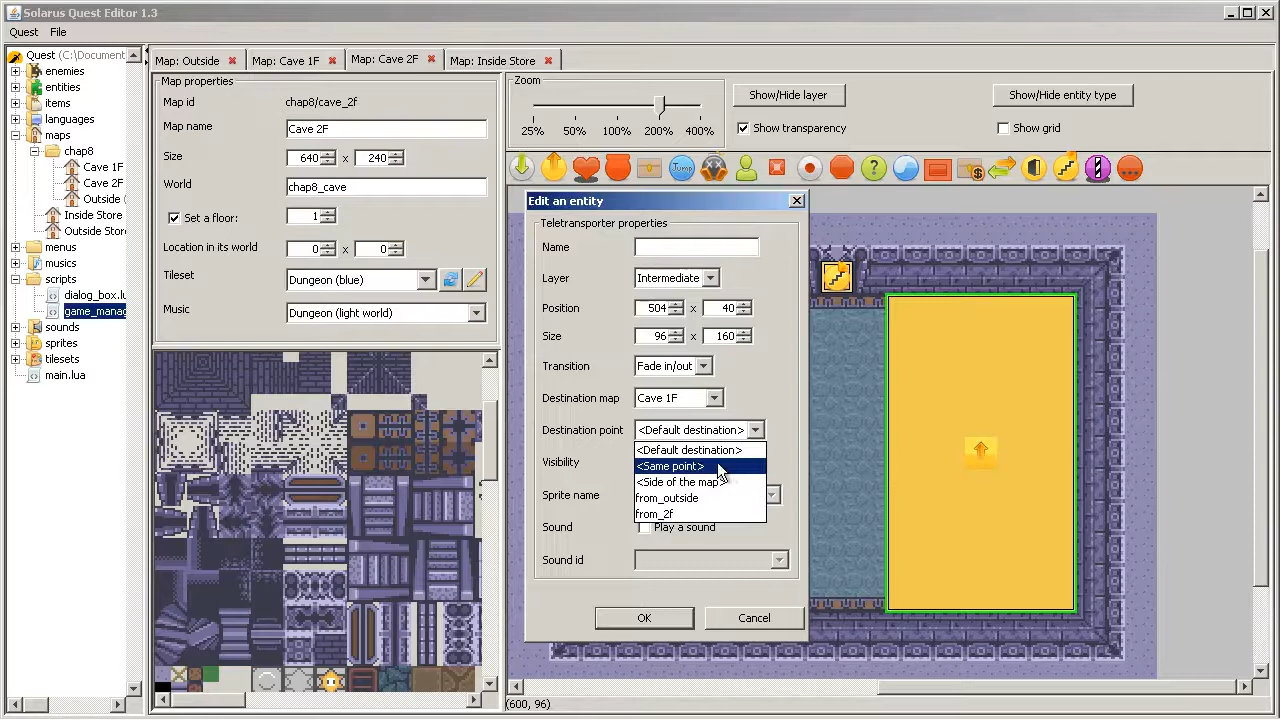 Solarus Quest Editor 1.3
Quest File
Quest (C:\Document
enemies
entities
items
languages
maps
chap8
Cave 1F
Cave 2F
Outside (
Inside Store
Outside Store
menus
musics
scripts
dialog_box.lu
game_manag
sounds
sprites
tilesets
main.lua
Map: Outside
Map: Cave 1F
Map: Cave 2F
Map: Inside Store
Map properties
Map id chap8/cave_2f
Map name Cave 2F
Size 640 x 240
World chap8_cave
Set a floor: 1
Location in its world 0 x 0
Tileset Dungeon (blue)
Music Dungeon (light world)
Zoom
25% 50% 100% 200% 400%
Show/Hide layer
Show/Hide entity type
Show transparency
Show grid
Jump
?
$
...
Edit an entity
Teletransporter properties
Name
Layer Intermediate
Position 504 x 40
Size 96 x 160
Transition Fade in/out
Destination map Cave 1F
Destination point <Default destination>
<Default destination>
<Same point>
<Side of the map>
from_outside
from_2f
Visibility
Sprite name
Sound Play a sound
Sound id
OK
Cancel
(600, 96)